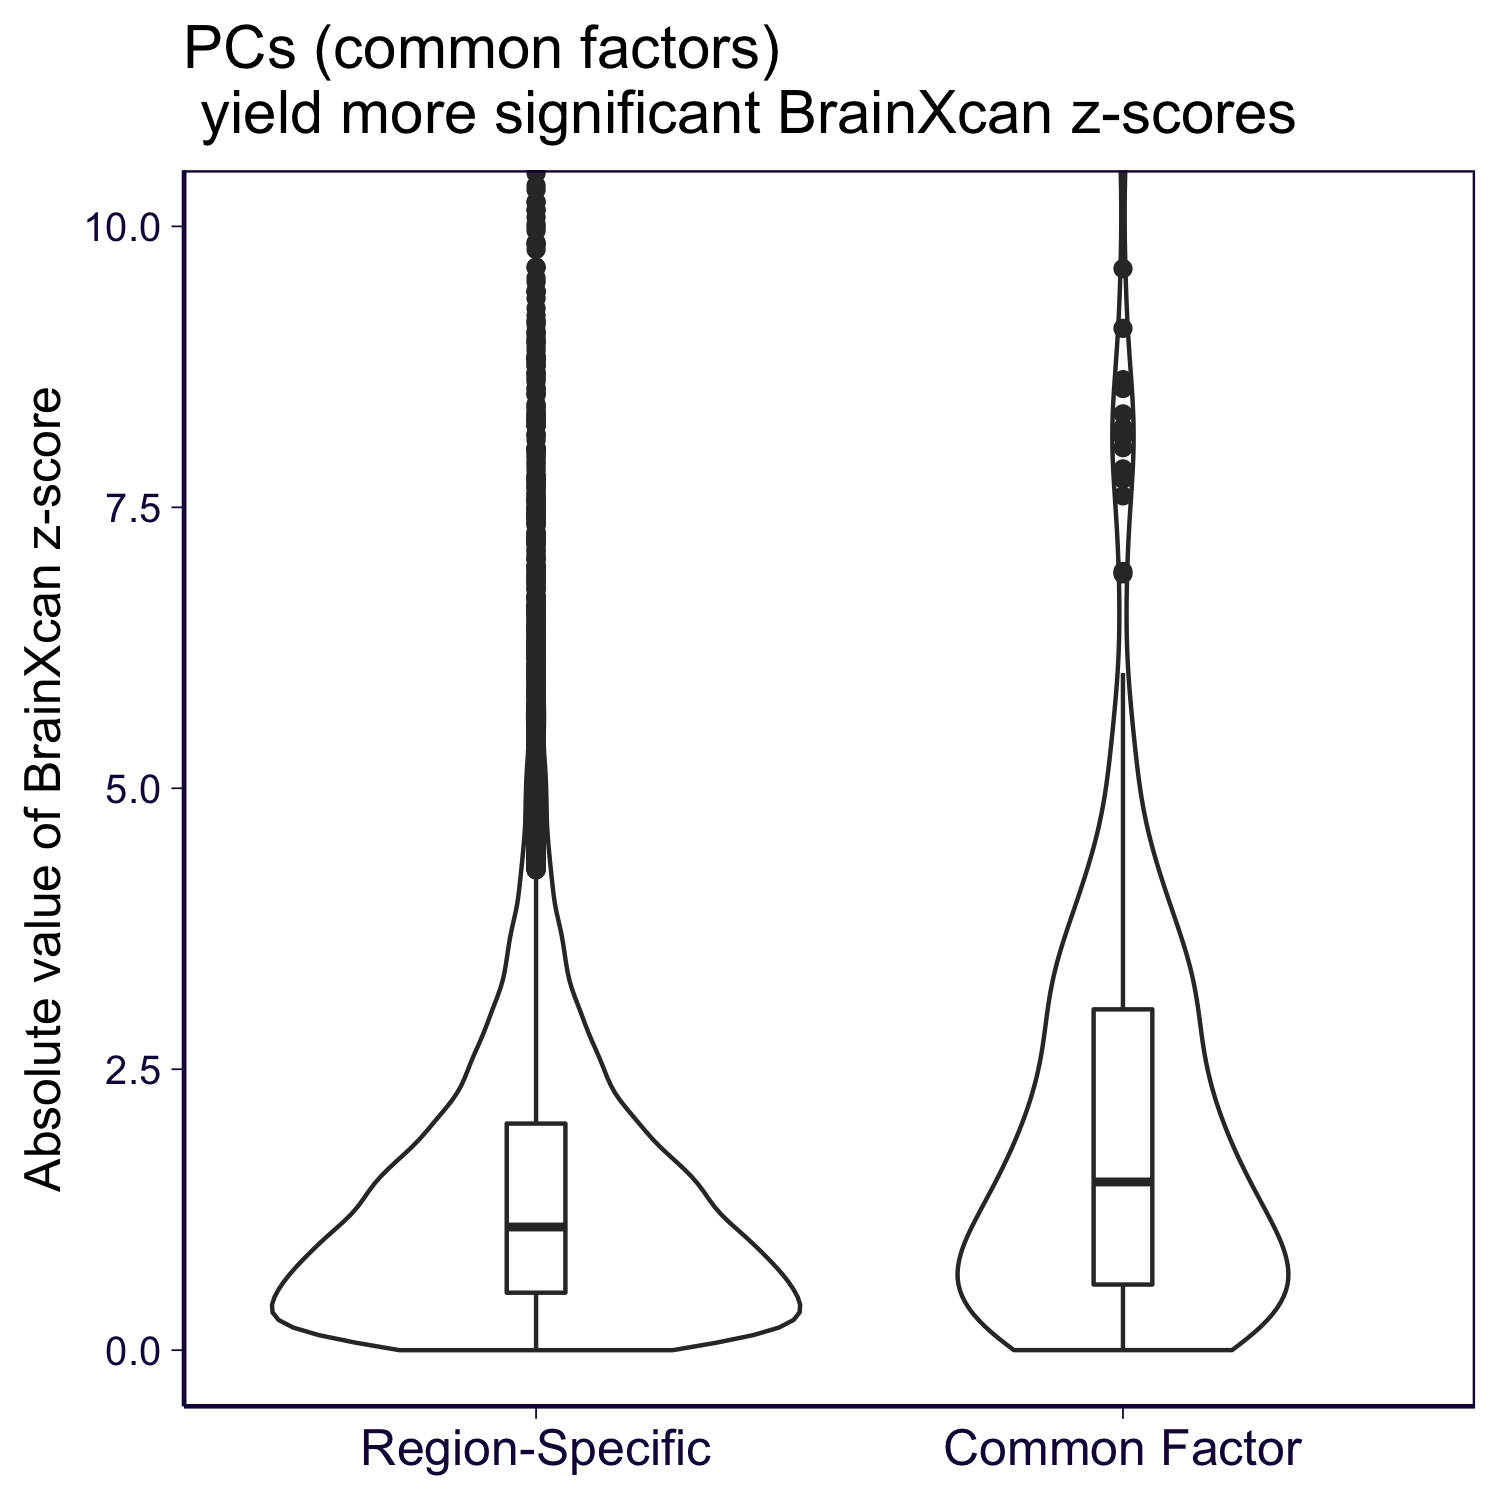 PCs (common factors)
yield more significant BrainXcan z-scores
Absolute value of BrainXcan z-score
10.0
7.5
5.0
2.5
0.0
Region-Specific
Common Factor